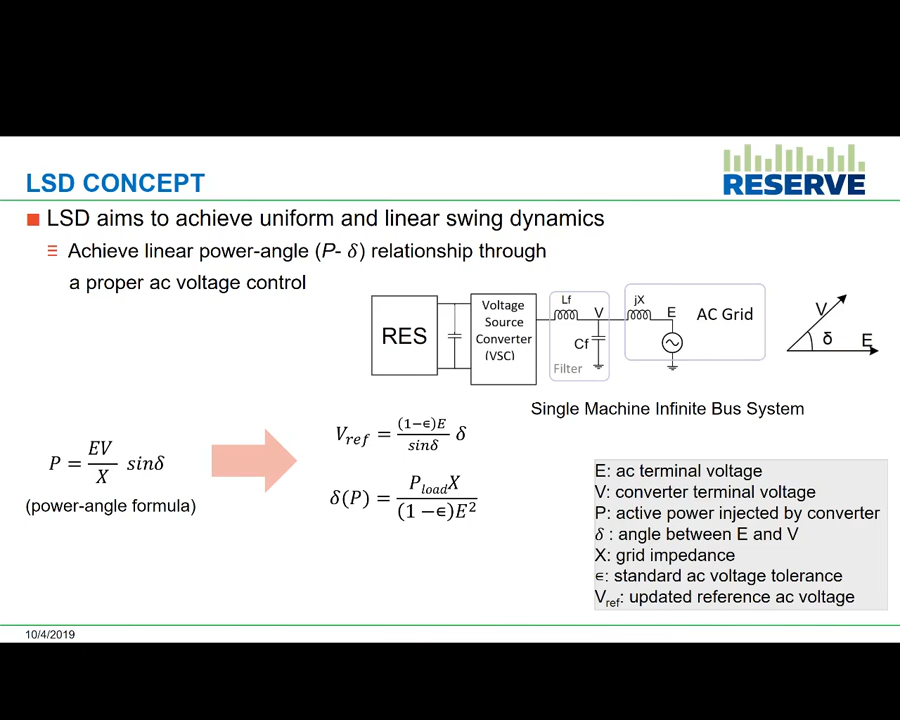 RESERVE
LSD CONCEPT
LSD aims to achieve uniform and linear swing dynamics
Achieve linear power-angle (P- δ) relationship through
a proper ac voltage control
RES
Voltage
Source
Converter
(VSC)
Lf
V
Cf
Filter
jX
E
AC Grid
V
δ
E
Single Machine Infinite Bus System
P = EV/X sinδ
(power-angle formula)
V_ref = (1−ϵ)E/sinδ δ
δ(P) = P_load X/(1 −ϵ)E²
E: ac terminal voltage
V: converter terminal voltage
P: active power injected by converter
δ : angle between E and V
X: grid impedance
ϵ: standard ac voltage tolerance
V_ref: updated reference ac voltage
10/4/2019